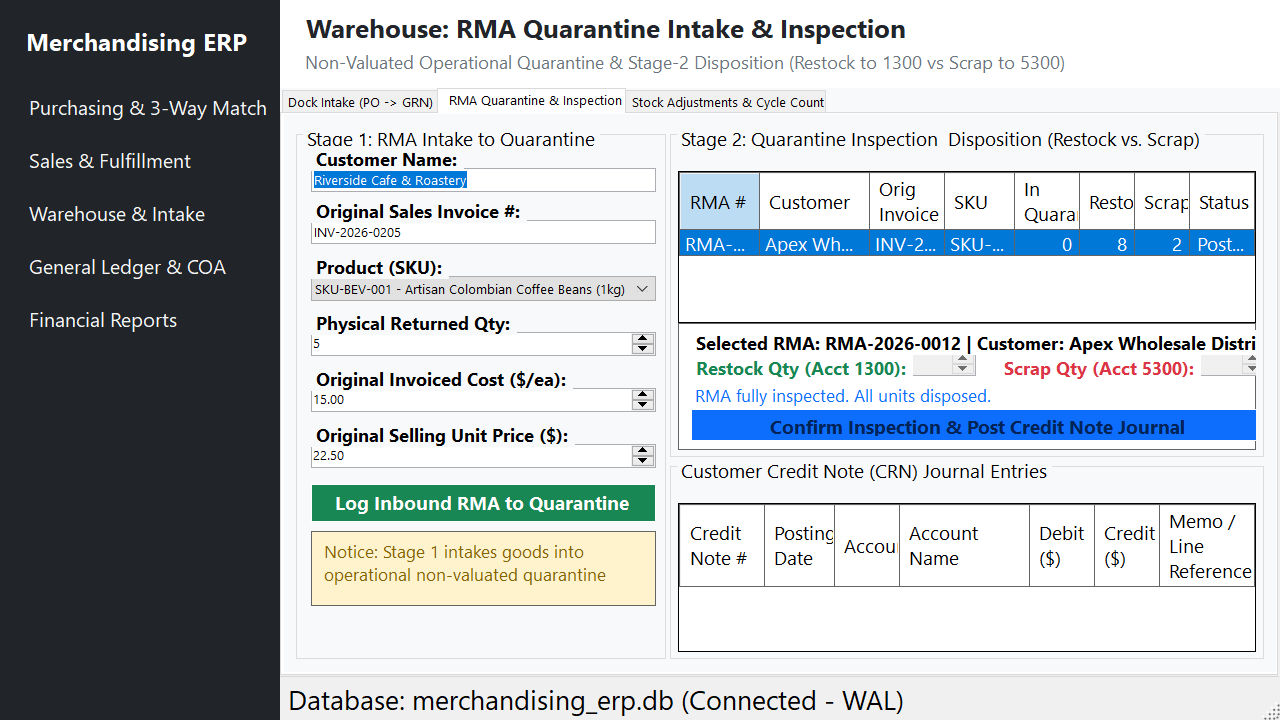 Merchandising ERP
Purchasing & 3-Way Match
Sales & Fulfillment
Warehouse & Intake
General Ledger & COA
Financial Reports
Warehouse: RMA Quarantine Intake & Inspection
Non-Valuated Operational Quarantine & Stage-2 Disposition (Restock to 1300 vs Scrap to 5300)
Dock Intake (PO -> GRN)
RMA Quarantine & Inspection
Stock Adjustments & Cycle Count
Stage 1: RMA Intake to Quarantine
Customer Name:
Riverside Cafe & Roastery
Original Sales Invoice #:
INV-2026-0205
Product (SKU):
SKU-BEV-001 - Artisan Colombian Coffee Beans (1kg)
Physical Returned Qty:
5
Original Invoiced Cost ($/ea):
15.00
Original Selling Unit Price ($):
22.50
Log Inbound RMA to Quarantine
Notice: Stage 1 intakes goods into
operational non-valuated quarantine
Stage 2: Quarantine Inspection  Disposition (Restock vs. Scrap)
RMA # Customer Orig Invoice SKU In Quara Resto Scrap Status
RMA-... Apex Wh... INV-2... SKU-... 0 8 2 Post...
Selected RMA: RMA-2026-0012 | Customer: Apex Wholesale Distri
Restock Qty (Acct 1300): Scrap Qty (Acct 5300):
RMA fully inspected. All units disposed.
Confirm Inspection & Post Credit Note Journal
Customer Credit Note (CRN) Journal Entries
Credit Note # Posting Date Accou Account Name Debit ($) Credit ($) Memo / Line Reference
Database: merchandising_erp.db (Connected - WAL)